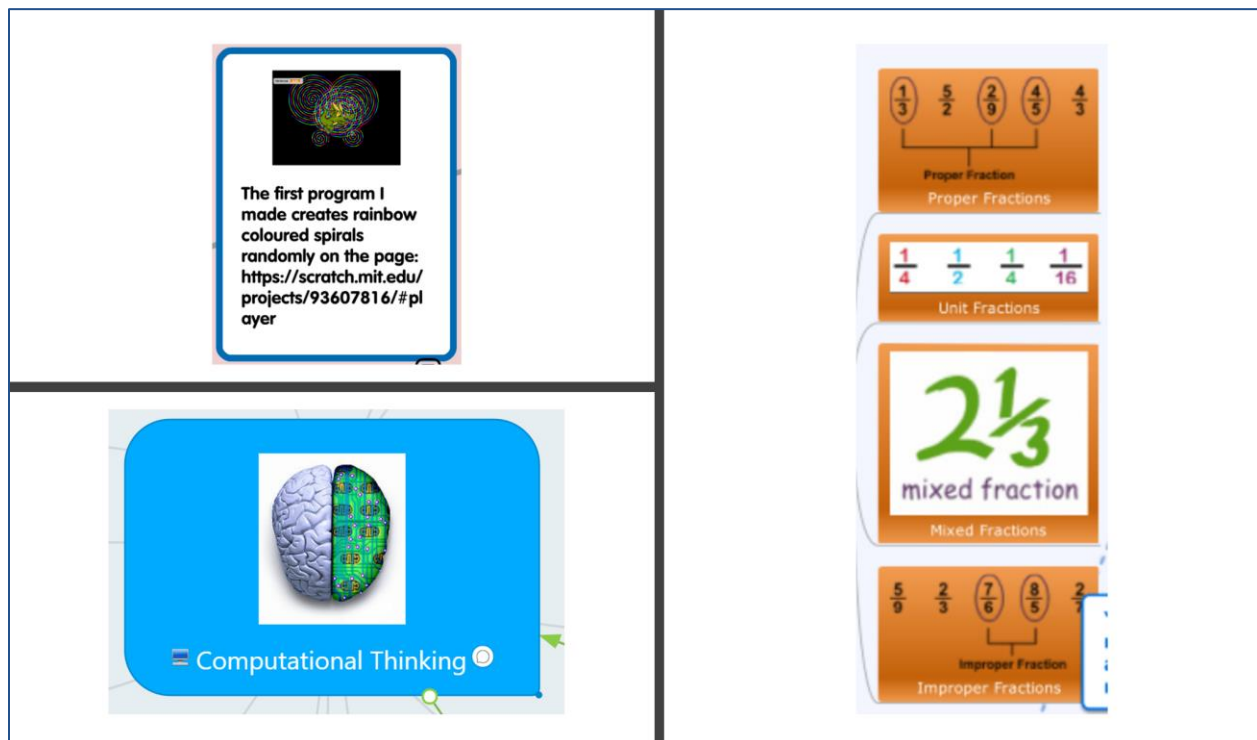 The first program I
made creates rainbow
coloured spirals
randomly on the page:
https://scratch.mit.edu/
projects/93607816/#pl
ayer
Computational Thinking
1/3 5/2 2/9 4/5 4/3
Proper Fraction
Proper Fractions
1/4 1/2 1/4 1/16
Unit Fractions
2 1/3
mixed fraction
Mixed Fractions
5/9 2/3 7/6 8/5
Improper Fraction
Improper Fractions